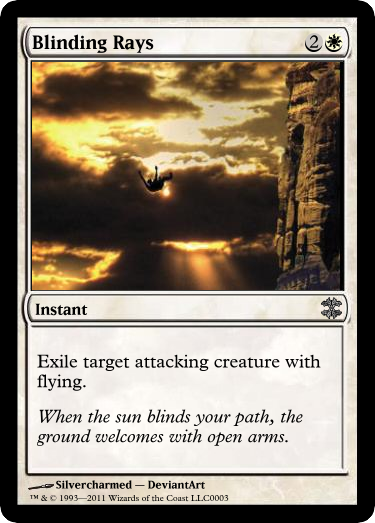 Blinding Rays 2
Instant
Exile target attacking creature with
flying.
When the sun blinds your path, the
ground welcomes with open arms.
Silvercharmed — DeviantArt
™ & © 1993—2011 Wizards of the Coast LLC0003